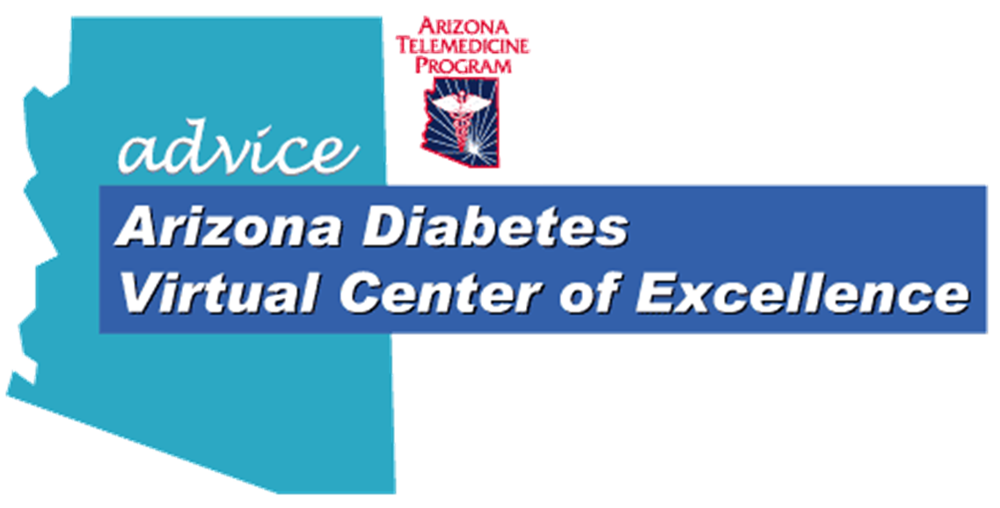 ARIZONA
TELEMEDICINE
PROGRAM
advice
Arizona Diabetes
Virtual Center of Excellence